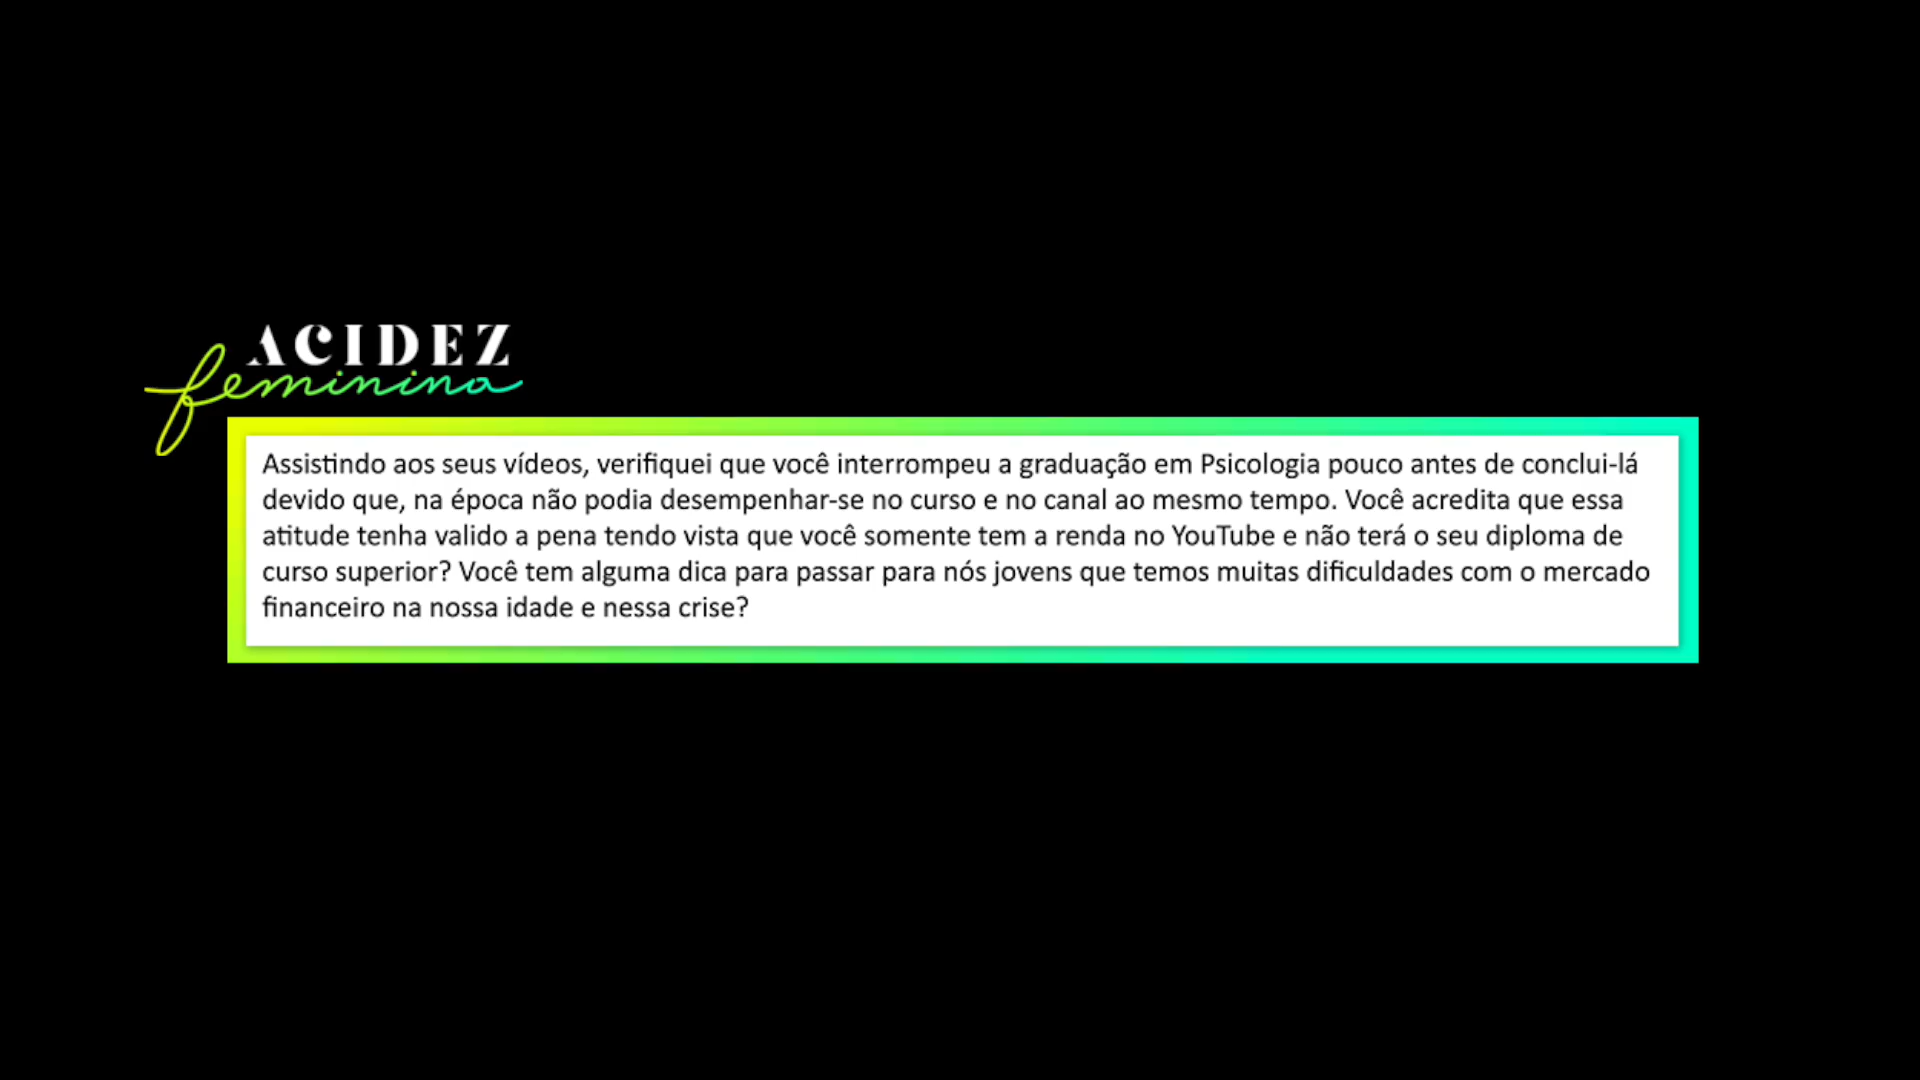 ACIDEZ
feminina
Assistindo aos seus vídeos, verifiquei que você interrompeu a graduação em Psicologia pouco antes de conclui-lá
devido que, na época não podia desempenhar-se no curso e no canal ao mesmo tempo. Você acredita que essa
atitude tenha valido a pena tendo vista que você somente tem a renda no YouTube e não terá o seu diploma de
curso superior? Você tem alguma dica para passar para nós jovens que temos muitas dificuldades com o mercado
financeiro na nossa idade e nessa crise?